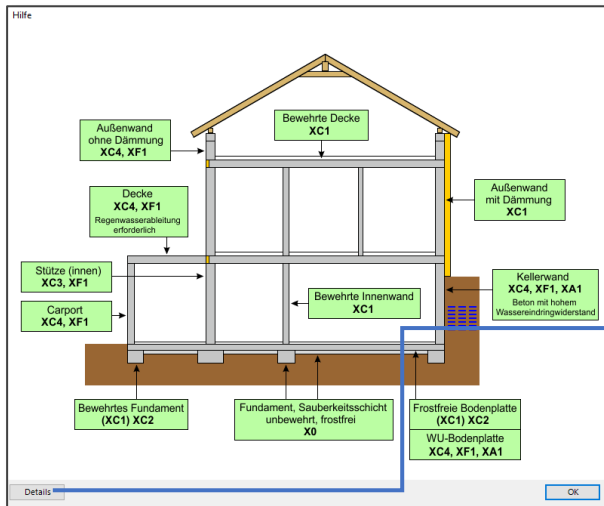 Hilfe
Außenwand
ohne Dämmung
XC4, XF1
Bewehrte Decke
XC1
Decke
XC4, XF1
Regenwasserableitung
erforderlich
Außenwand
mit Dämmung
XC1
Stütze (innen)
XC3, XF1
Carport
XC4, XF1
Bewehrte Innenwand
XC1
Kellerwand
XC4, XF1, XA1
Beton mit hohem
Wassereindringwiderstand
Bewehrtes Fundament
(XC1) XC2
Fundament, Sauberkeitsschicht
unbewehrt, frostfrei
X0
Frostfreie Bodenplatte
(XC1) XC2
WU-Bodenplatte
XC4, XF1, XA1
Details
OK